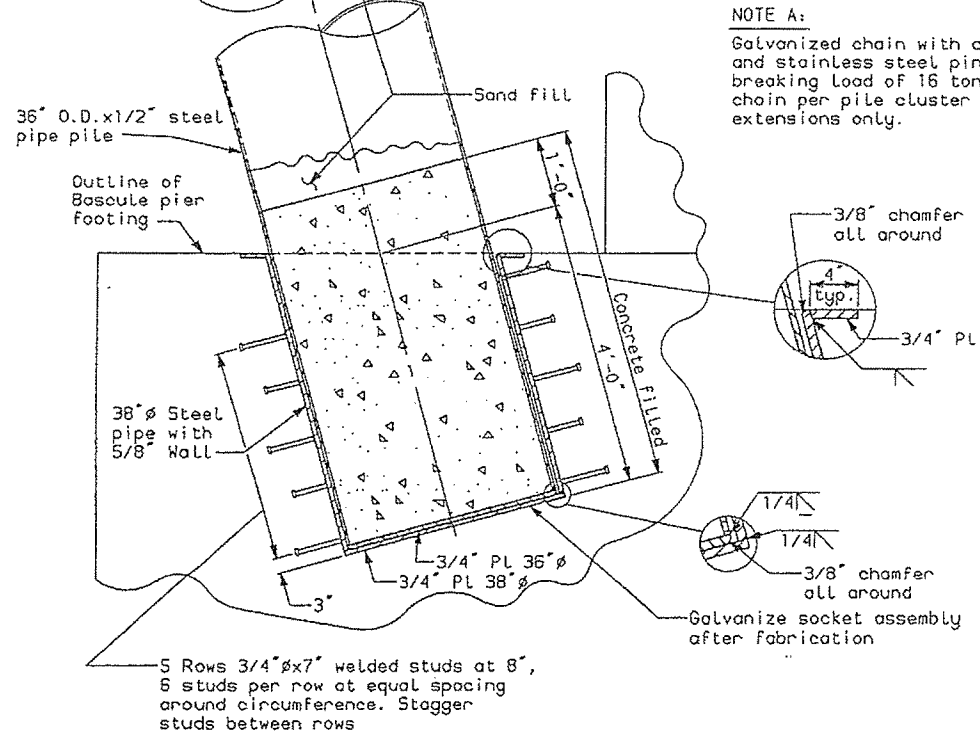 NOTE A:
Galvanized chain with c
and stainless steel pin
breaking load of 16 ton
chain per pile cluster
extensions only.
36" O.D.x1/2" steel
pipe pile
Sand fill
Outline of
Bascule pier
footing
1'-0"
3/8" chamfer
all around
4"
typ.
3/4" PL
Concrete filled
4'-0"
38"ø Steel
pipe with
5/8" Wall
1/4
1/4
3/4" PL 36"ø
3/4" PL 38"ø
3"
3/8" chamfer
all around
Galvanize socket assembly
after fabrication
5 Rows 3/4"øx7" welded studs at 8",
6 studs per row at equal spacing
around circumference. Stagger
studs between rows